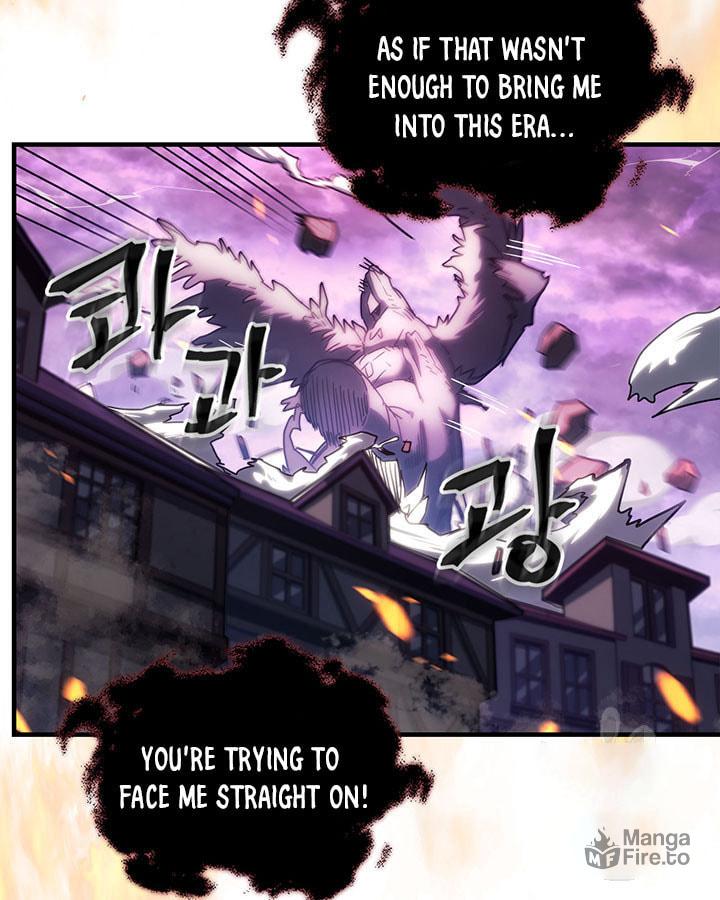 AS IF THAT WASN'T
ENOUGH TO BRING ME
INTO THIS ERA...
콰
과
광
YOU'RE TRYING TO
FACE ME STRAIGHT ON!
Manga
MF Fire.to